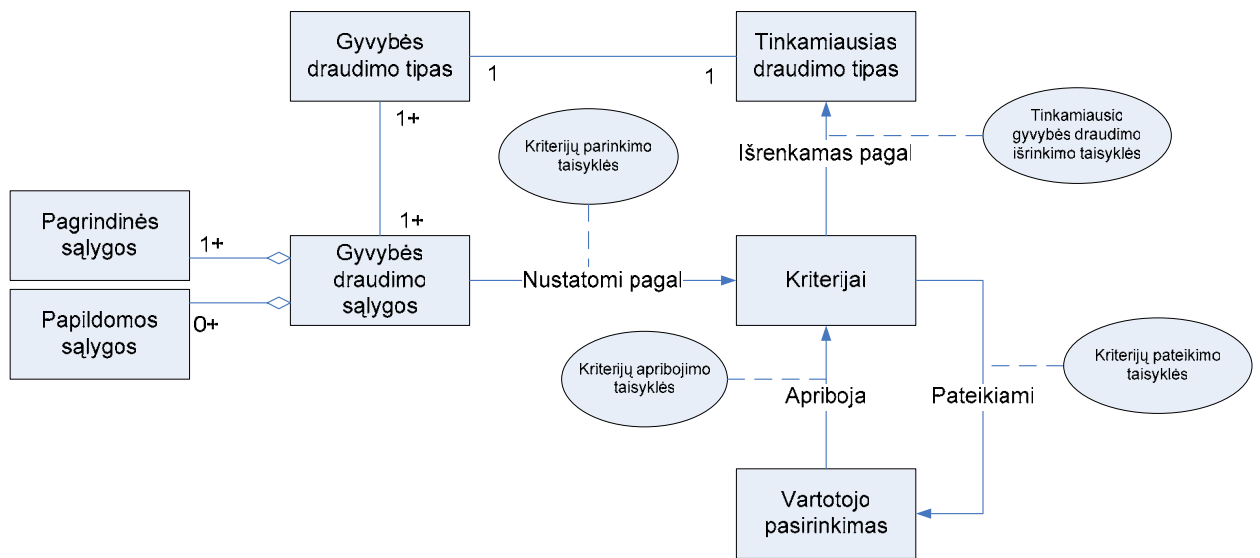 Gyvybės
draudimo tipas
Tinkamiausias
draudimo tipas
1
1
1+
Kriterijų parinkimo
taisyklės
Tinkamiausio
gyvybės draudimo
išrinkimo taisyklės
Išrenkamas pagal
Pagrindinės
sąlygos
1+
1+
Gyvybės
draudimo
sąlygos
Nustatomi pagal
Kriterijai
Papildomos
sąlygos
0+
Kriterijų apribojimo
taisyklės
Kriterijų pateikimo
taisyklės
Apriboja
Pateikiami
Vartotojo
pasirinkimas